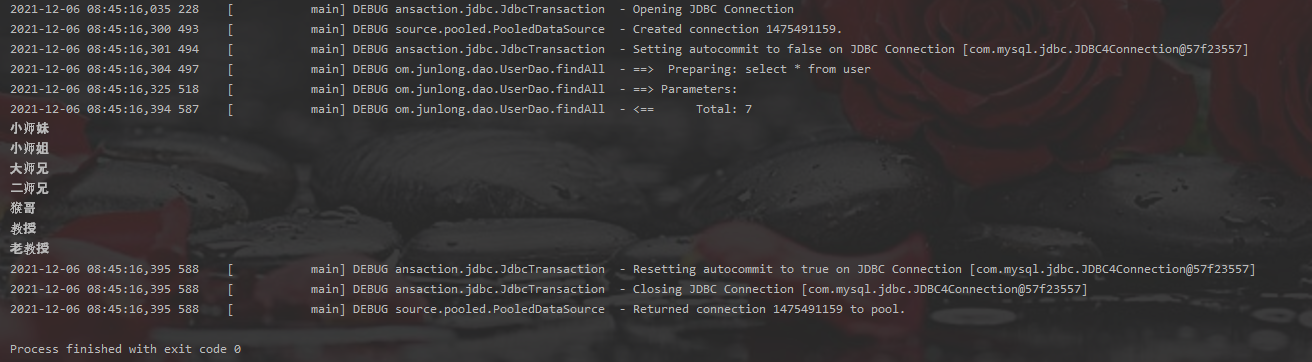 2021-12-06 08:45:16,035 228    [           main] DEBUG ansaction.jdbc.JdbcTransaction  - Opening JDBC Connection
2021-12-06 08:45:16,300 493    [           main] DEBUG source.pooled.PooledDataSource  - Created connection 1475491159.
2021-12-06 08:45:16,301 494    [           main] DEBUG ansaction.jdbc.JdbcTransaction  - Setting autocommit to false on JDBC Connection [com.mysql.jdbc.JDBC4Connection@57f23557]
2021-12-06 08:45:16,304 497    [           main] DEBUG om.junlong.dao.UserDao.findAll  - ==>  Preparing: select * from user
2021-12-06 08:45:16,325 518    [           main] DEBUG om.junlong.dao.UserDao.findAll  - ==> Parameters:
2021-12-06 08:45:16,394 587    [           main] DEBUG om.junlong.dao.UserDao.findAll  - <==      Total: 7
小师妹
小师姐
大师兄
二师兄
猴哥
教授
老教授
2021-12-06 08:45:16,395 588    [           main] DEBUG ansaction.jdbc.JdbcTransaction  - Resetting autocommit to true on JDBC Connection [com.mysql.jdbc.JDBC4Connection@57f23557]
2021-12-06 08:45:16,395 588    [           main] DEBUG ansaction.jdbc.JdbcTransaction  - Closing JDBC Connection [com.mysql.jdbc.JDBC4Connection@57f23557]
2021-12-06 08:45:16,395 588    [           main] DEBUG source.pooled.PooledDataSource  - Returned connection 1475491159 to pool.
Process finished with exit code 0